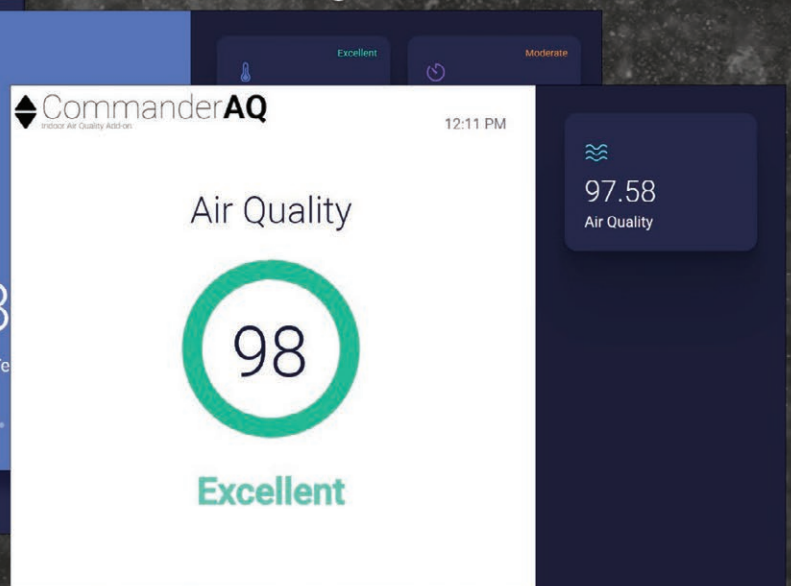 Excellent
Moderate
CommanderAQ
Indoor Air Quality Add-on
12:11 PM
Air Quality
98
Excellent
97.58
Air Quality